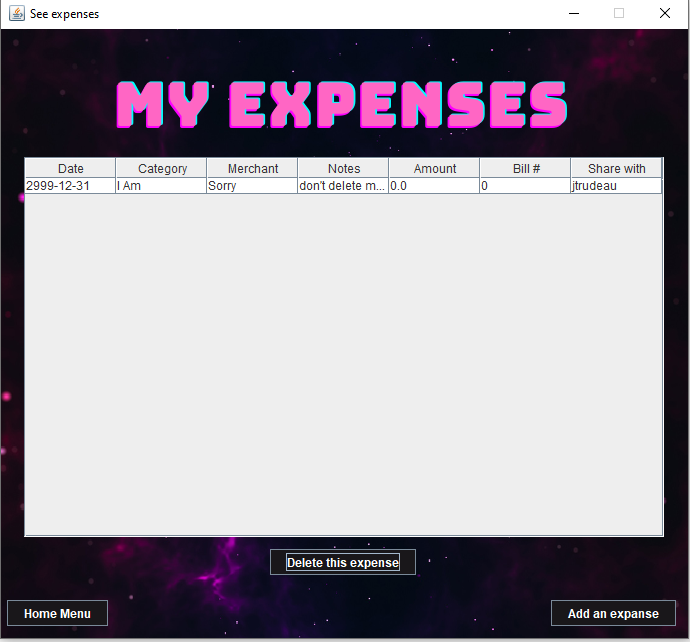 See expenses
MY EXPENSES
Date Category Merchant Notes Amount Bill # Share with
2999-12-31 I Am Sorry don't delete m... 0.0 0 jtrudeau
Delete this expense
Home Menu Add an expanse